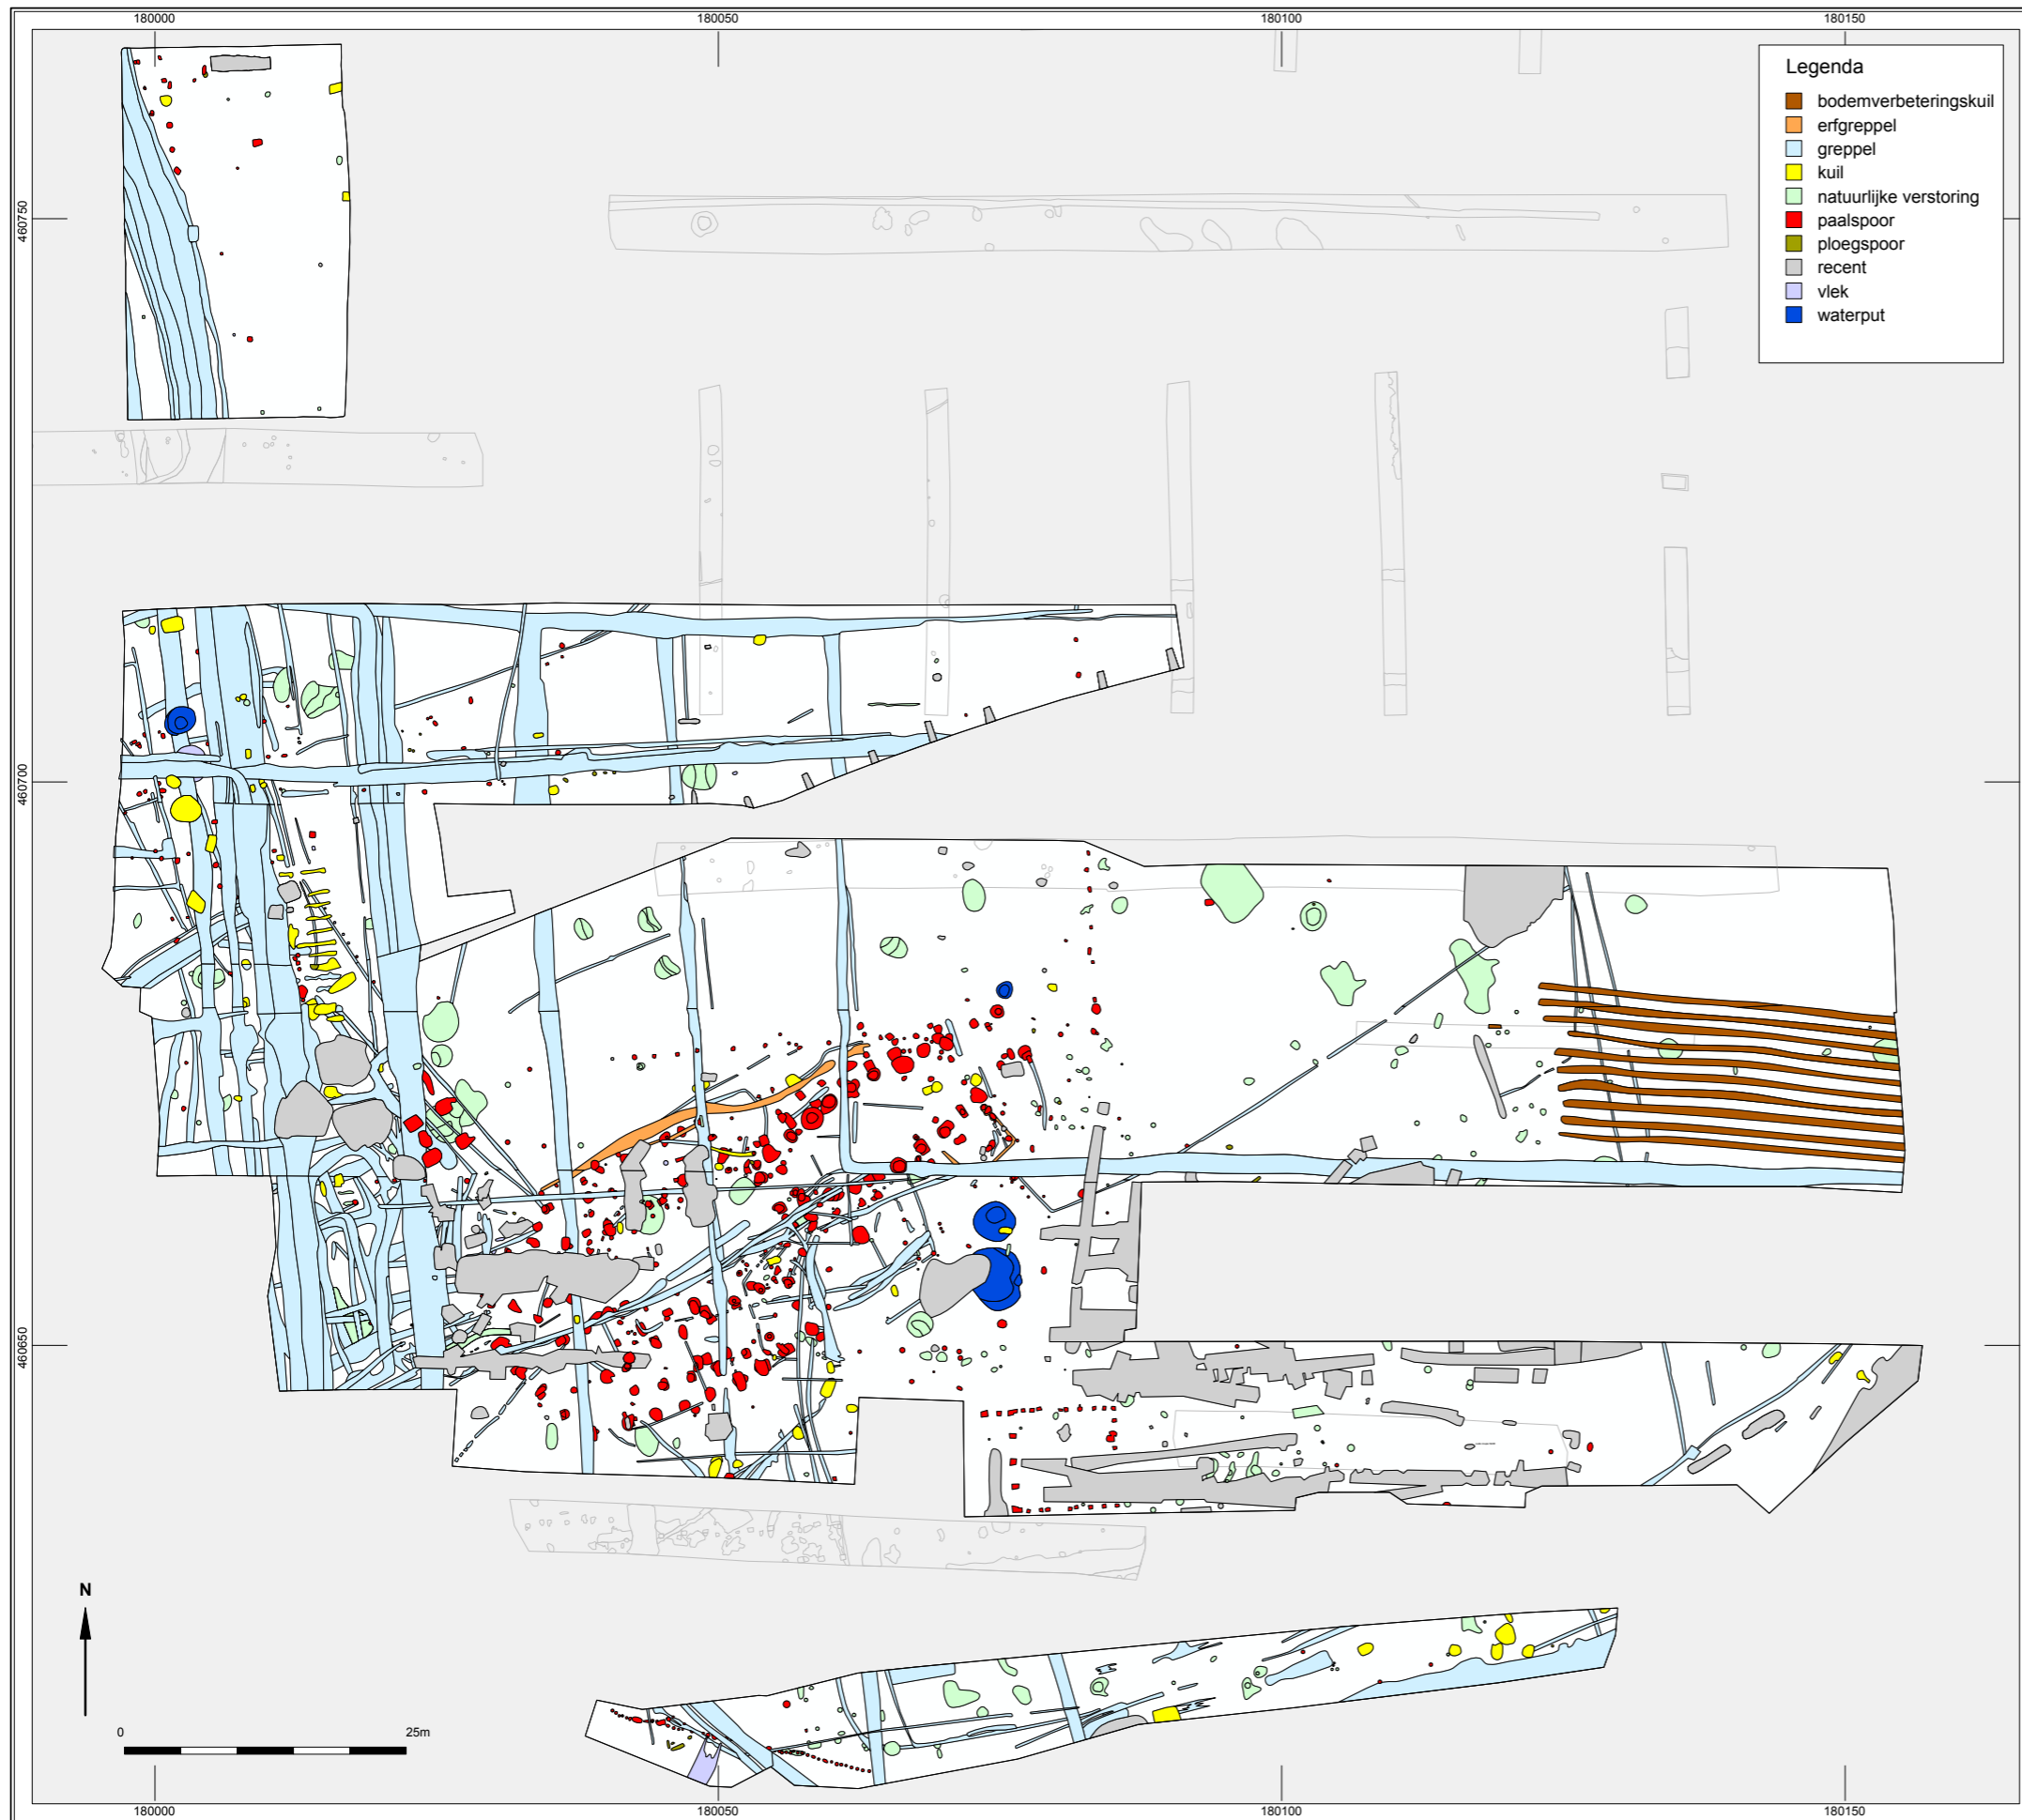 180000 180050 180100 180150
Legenda
bodemverbeteringskuil
erfgreppel
greppel
kuil
natuurlijke verstoring
paalspoor
ploegspoor
recent
vlek
waterput
460750
460700
460650
N
0 25m
180000 180050 180100 180150